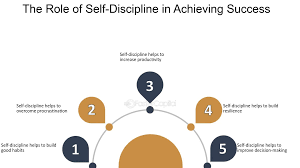 The Role of Self-Discipline in Achieving Success
Self-discipline helps to
increase productivity
3
Self-discipline helps to
overcome procrastination
2
4
Self-discipline helps to build
resilience
Self-discipline helps to build
good habits
1
5
Self-discipline helps to
improve decision-making